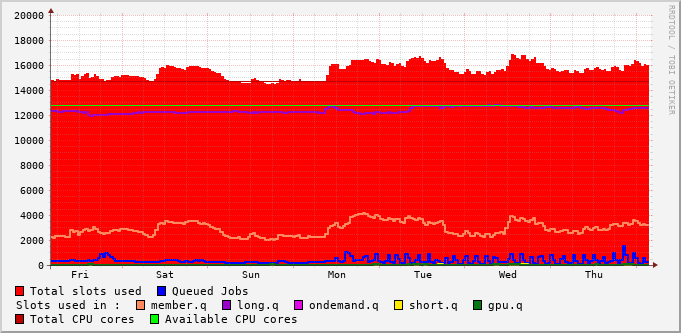 20000
18000
16000
14000
12000
10000
8000
6000
4000
2000
0
Fri Sat Sun Mon Tue Wed Thu
RRDTOOL / TOBI OETIKER
Total slots used Queued Jobs
Slots used in : member.q long.q ondemand.q short.q gpu.q
Total CPU cores Available CPU cores